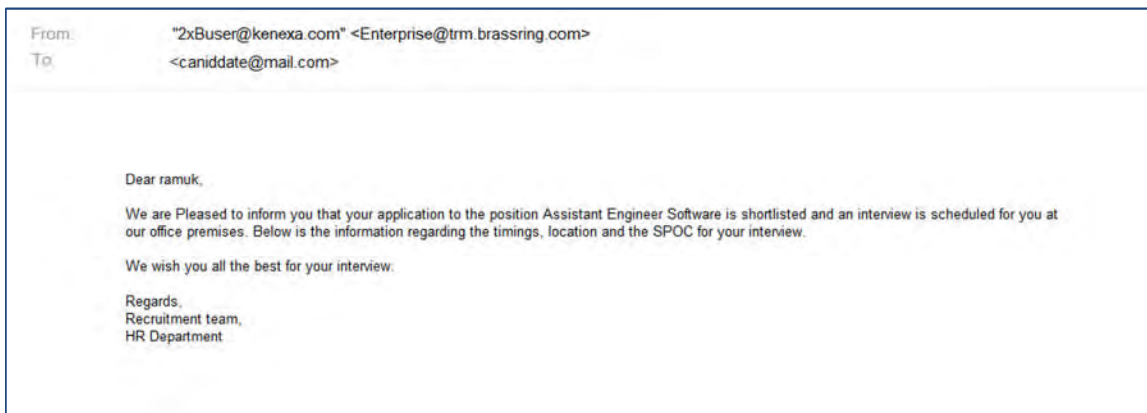 From: "2xBuser@kenexa.com" <Enterprise@trm.brassring.com>
To: <caniddate@mail.com>
Dear ramuk,
We are Pleased to inform you that your application to the position Assistant Engineer Software is shortlisted and an interview is scheduled for you at
our office premises. Below is the information regarding the timings, location and the SPOC for your interview.
We wish you all the best for your interview.
Regards,
Recruitment team,
HR Department